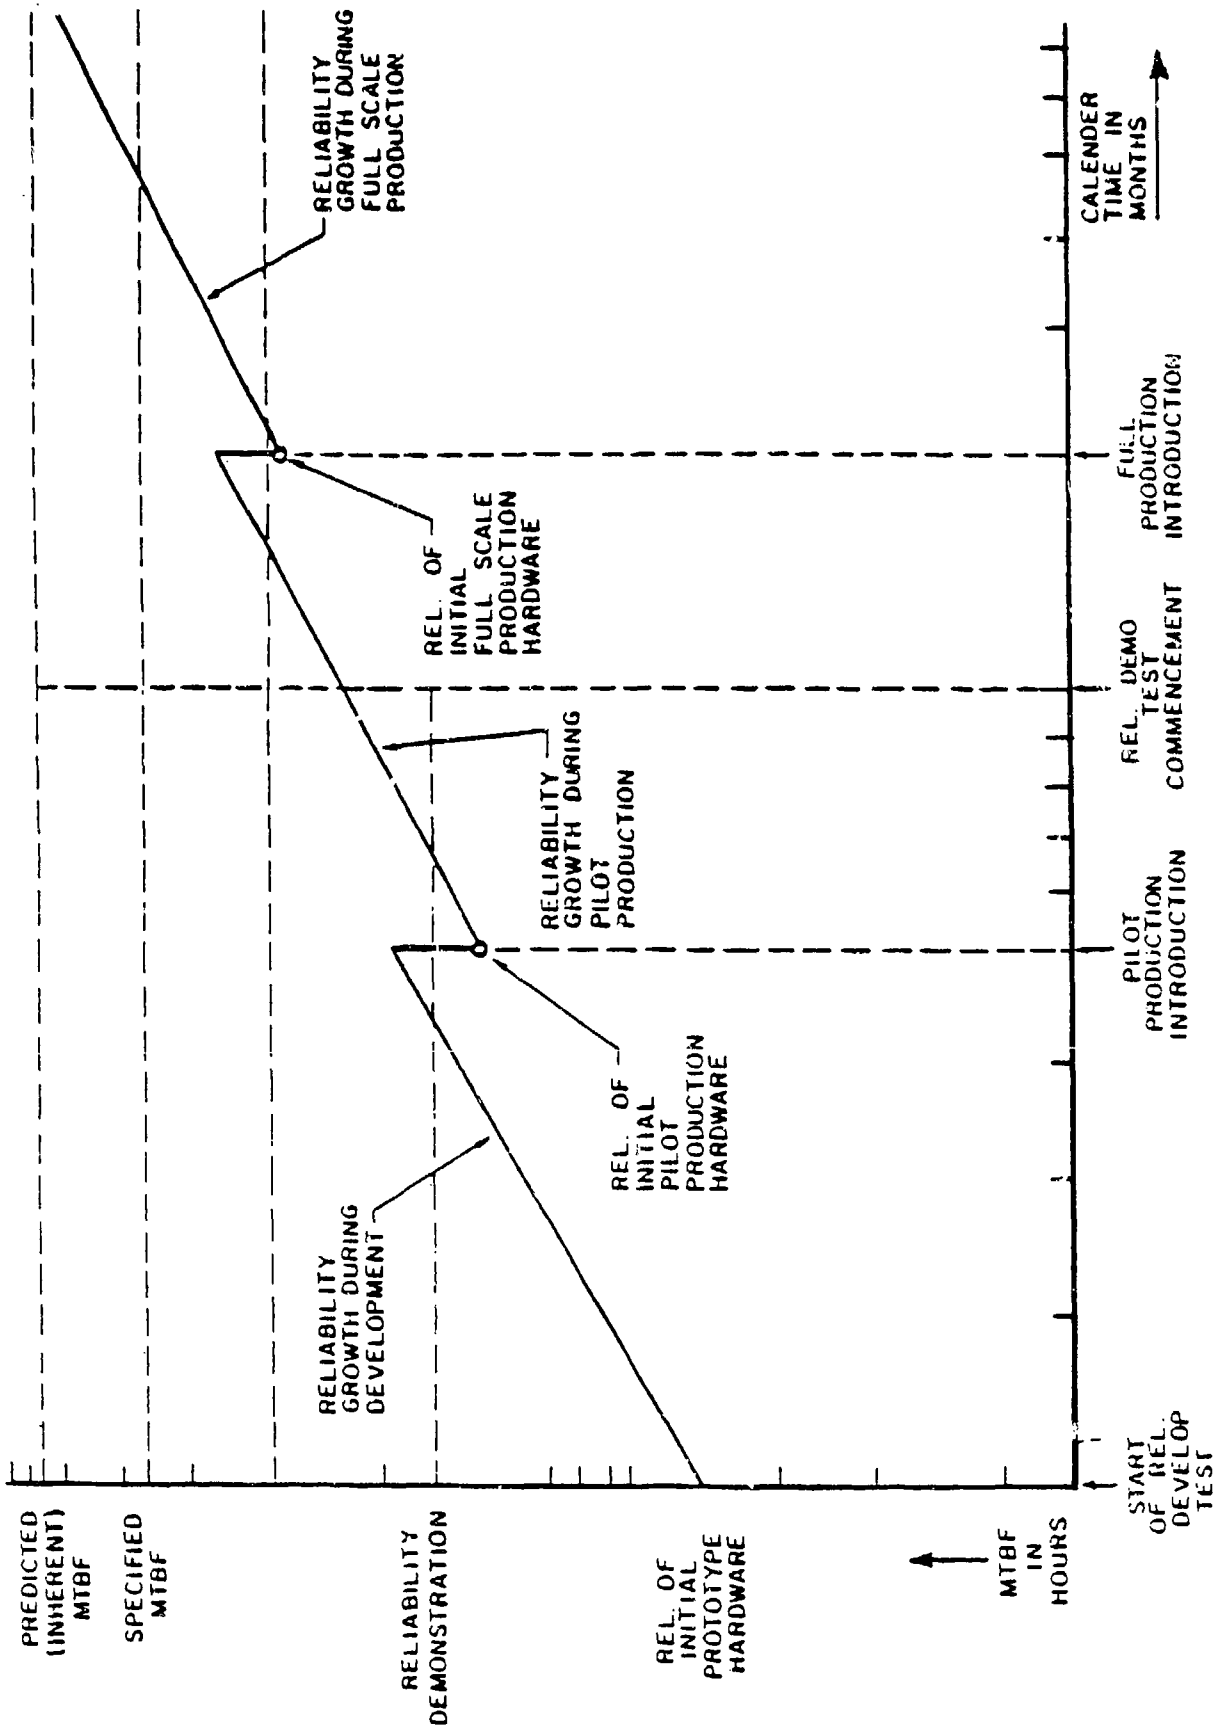 PREDICTED
(INHERENT)
MTBF
SPECIFIED
MTBF
RELIABILITY
DEMONSTRATION
REL. OF
INITIAL
PROTOTYPE
HARDWARE
MTBF
IN
HOURS
RELIABILITY
GROWTH DURING
DEVELOPMENT
REL. OF
INITIAL
PILOT
PRODUCTION
HARDWARE
RELIABILITY
GROWTH DURING
PILOT
PRODUCTION
REL. OF
INITIAL
FULL SCALE
PRODUCTION
HARDWARE
RELIABILITY
GROWTH DURING
FULL SCALE
PRODUCTION
START
OF REL.
DEVELOP
TEST
PILOT
PRODUCTION
INTRODUCTION
REL. DEMO
TEST
COMMENCEMENT
FULL
PRODUCTION
INTRODUCTION
CALENDER
TIME IN
MONTHS